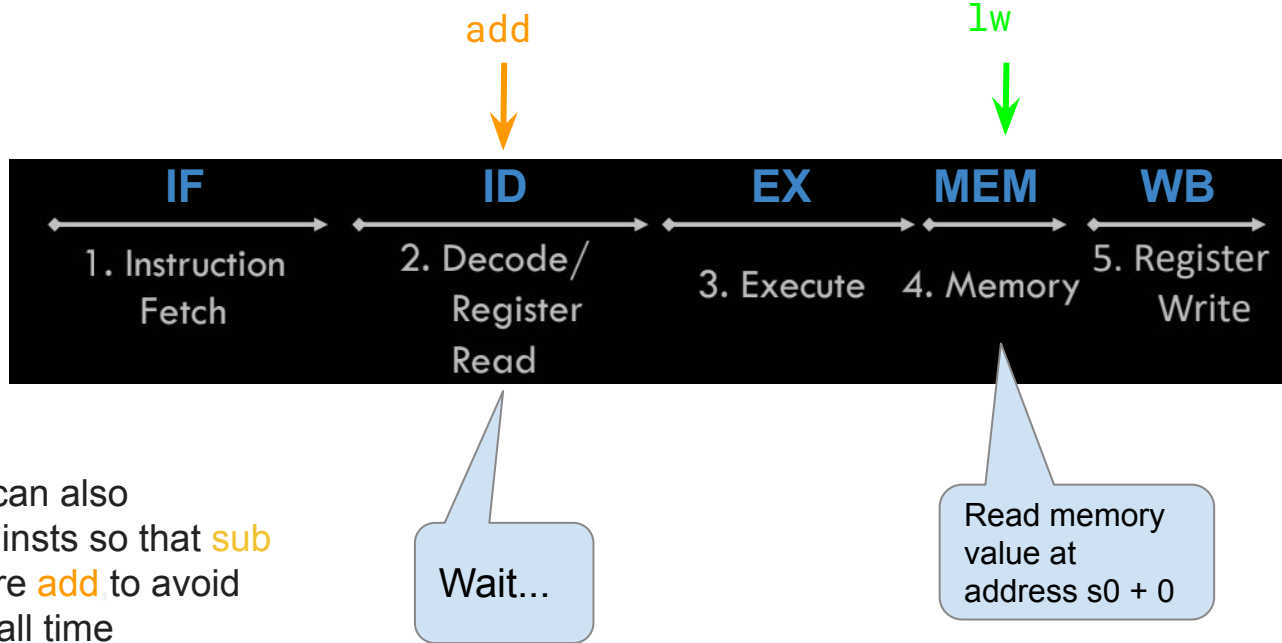 add
lw
IF ID EX MEM WB
1. Instruction Fetch
2. Decode/ Register Read
3. Execute
4. Memory
5. Register Write
can also
insts so that sub
re add,to avoid
all time
Wait...
Read memory
value at
address s0 + 0